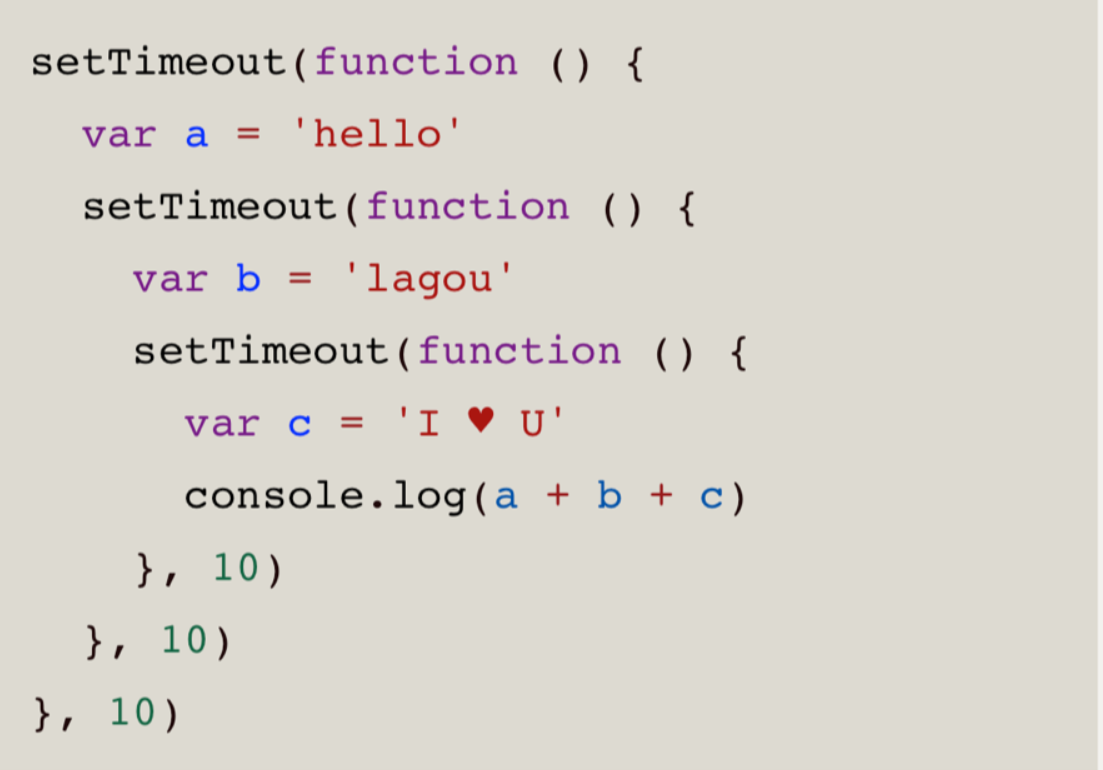 setTimeout(function () {
  var a = 'hello'
  setTimeout(function () {
    var b = 'lagou'
    setTimeout(function () {
      var c = 'I ♥ U'
      console.log(a + b + c)
    }, 10)
  }, 10)
}, 10)